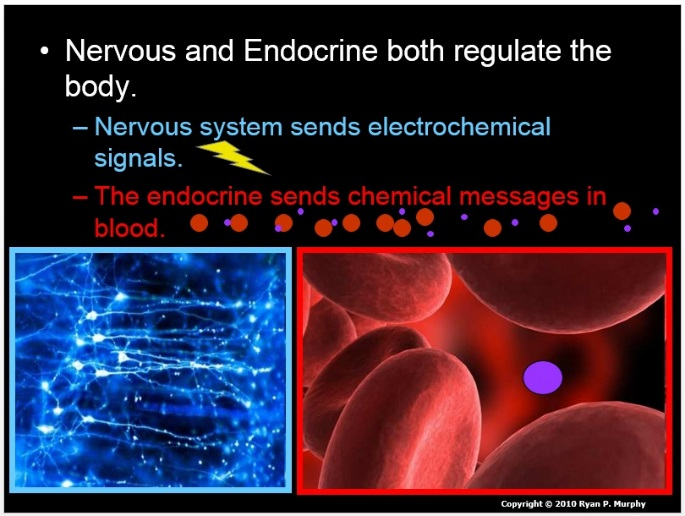 • Nervous and Endocrine both regulate the
body.
– Nervous system sends electrochemical
signals.
– The endocrine sends chemical messages in
blood.
Copyright © 2010 Ryan P. Murphy